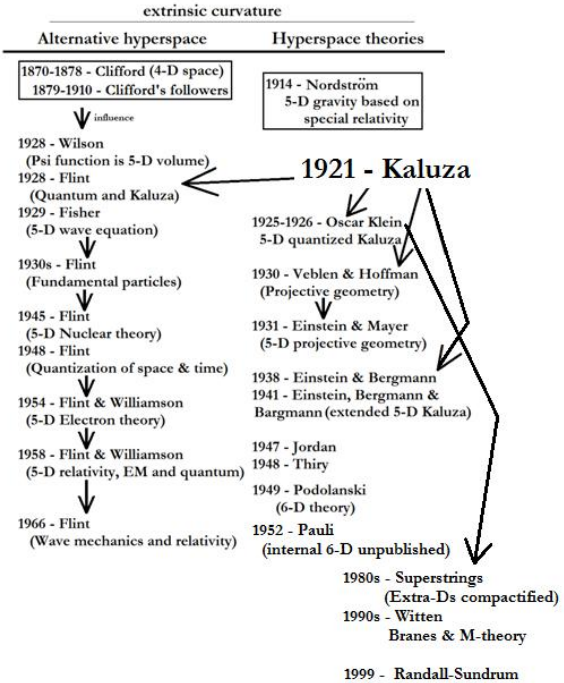 extrinsic curvature
Alternative hyperspace
1870-1878 - Clifford (4-D space)
1879-1910 - Clifford's followers
influence
1928 - Wilson
(Psi function is 5-D volume)
1928 - Flint
(Quantum and Kaluza)
1929 - Fisher
(5-D wave equation)
1930s - Flint
(Fundamental particles)
1945 - Flint
(5-D Nuclear theory)
1948 - Flint
(Quantization of space & time)
1954 - Flint & Williamson
(5-D Electron theory)
1958 - Flint & Williamson
(5-D relativity, EM and quantum)
1966 - Flint
(Wave mechanics and relativity)
Hyperspace theories
1914 - Nordström
5-D gravity based on
special relativity
1921 - Kaluza
1925-1926 - Oscar Klein
5-D quantized Kaluza
1930 - Veblen & Hoffman
(Projective geometry)
1931 - Einstein & Mayer
(5-D projective geometry)
1938 - Einstein & Bergmann
1941 - Einstein, Bergmann &
Bargmann (extended 5-D Kaluza)
1947 - Jordan
1948 - Thiry
1949 - Podolanski
(6-D theory)
1952 - Pauli
(internal 6-D unpublished)
1980s - Superstrings
(Extra-Ds compactified)
1990s - Witten
Branes & M-theory
1999 - Randall-Sundrum